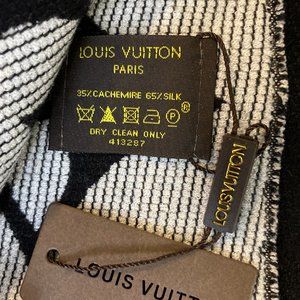 LOUIS VUITTON
PARIS
35% CACHEMIRE 65% SILK
P
DRY CLEAN ONLY
413287
LOUIS VUITTON
LOUIS VUITT